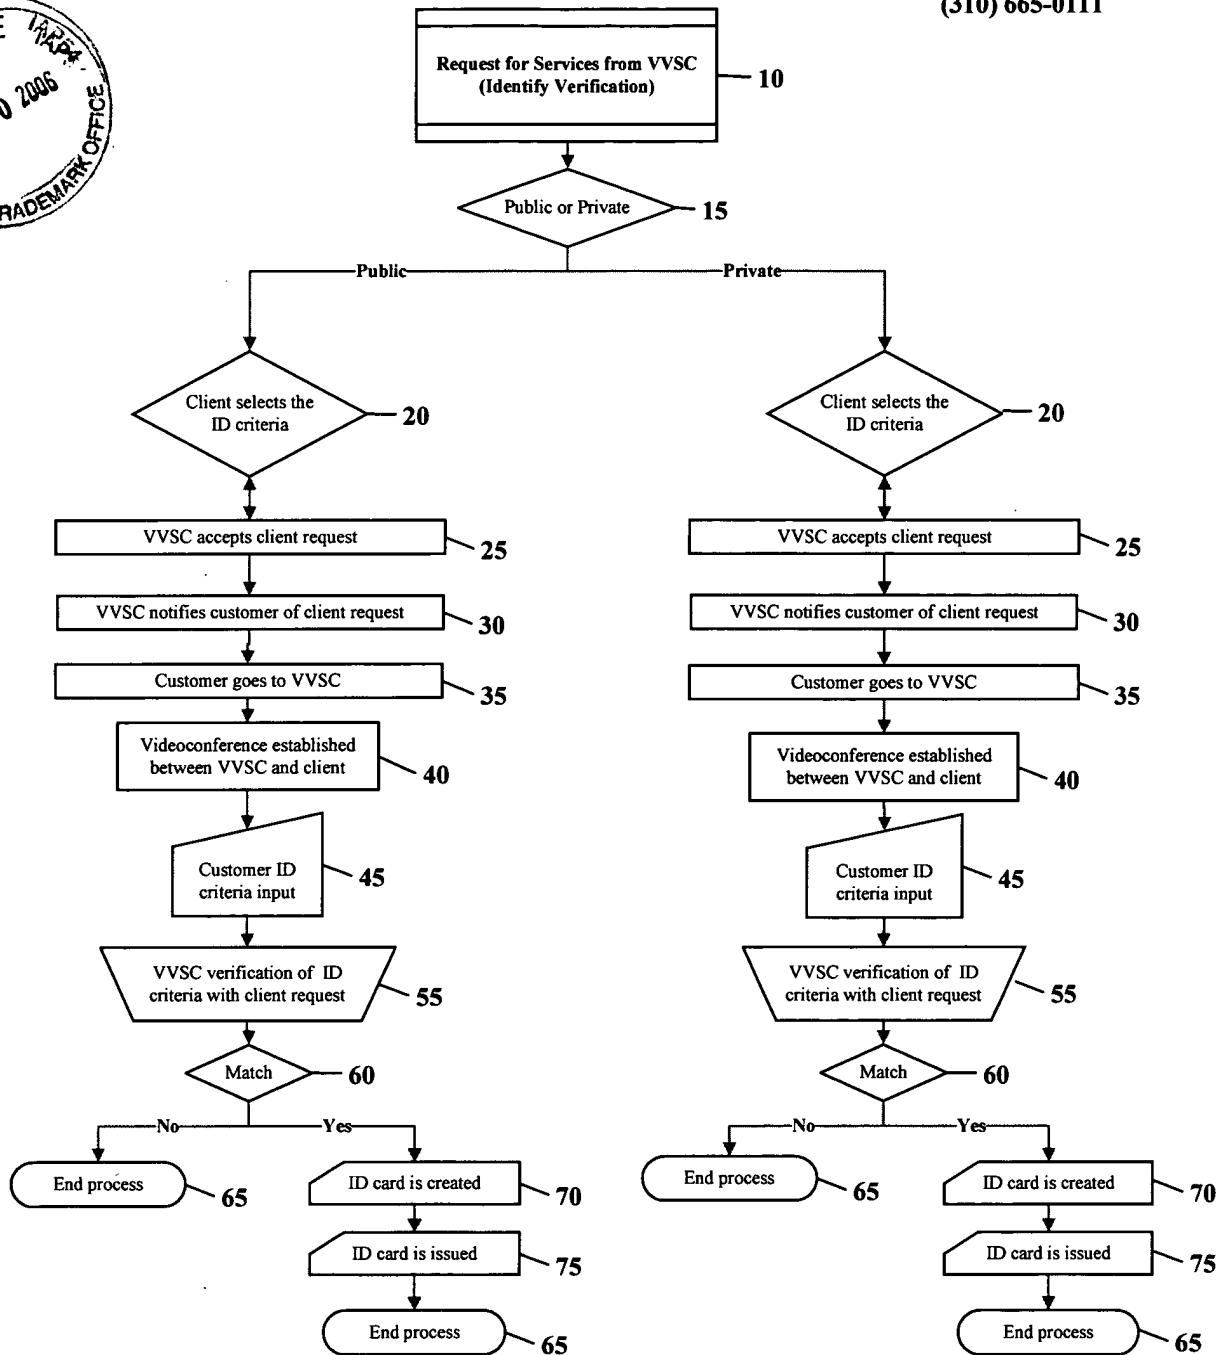 (310) 665-0111
2006
RADEMARK OFFICE
Request for Services from VVSC
(Identify Verification)
10
Public or Private
15
Public
Private
Client selects the
ID criteria
20
VVSC accepts client request
25
VVSC notifies customer of client request
30
Customer goes to VVSC
35
Videoconference established
between VVSC and client
40
Customer ID
criteria input
45
VVSC verification of ID
criteria with client request
55
Match
60
No
Yes
End process
65
ID card is created
70
ID card is issued
75
End process
65
Client selects the
ID criteria
20
VVSC accepts client request
25
VVSC notifies customer of client request
30
Customer goes to VVSC
35
Videoconference established
between VVSC and client
40
Customer ID
criteria input
45
VVSC verification of ID
criteria with client request
55
Match
60
No
Yes
End process
65
ID card is created
70
ID card is issued
75
End process
65